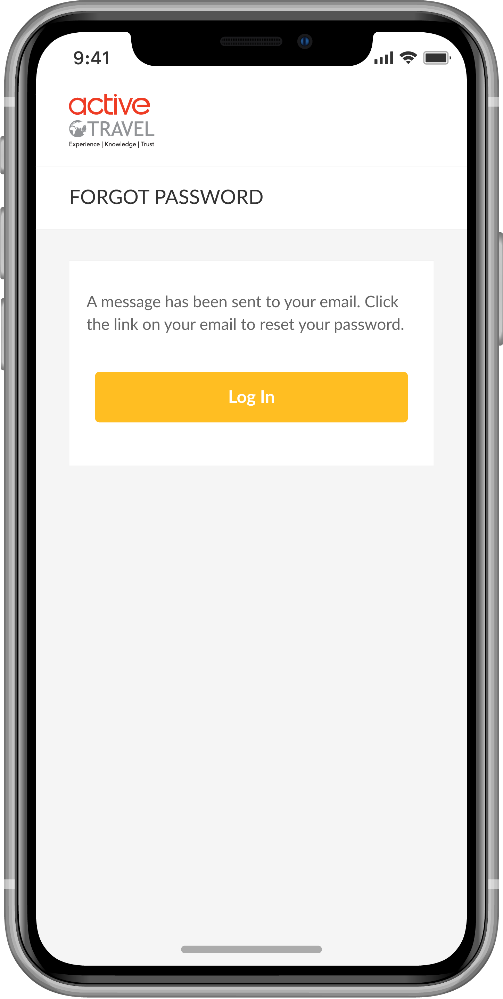 9:41
active
TRAVEL
Experience | Knowledge | Trust
FORGOT PASSWORD
A message has been sent to your email. Click
the link on your email to reset your password.
Log In